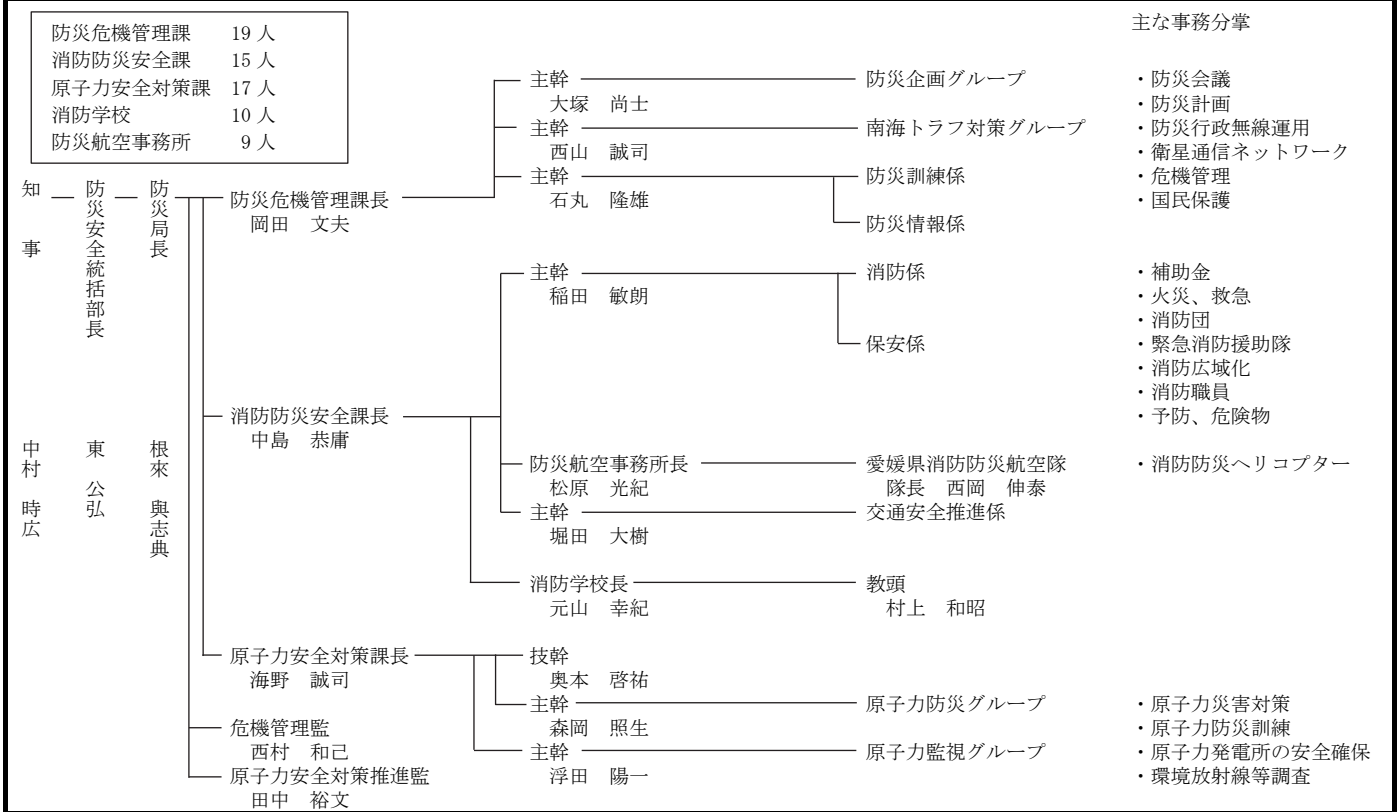 防災危機管理課 19人
消防防災安全課 15人
原子力安全対策課 17人
消防学校 10人
防災航空事務所 9人
主な事務分掌
知事 中村 時広
防災安全統括部長 東 公弘
防災局長 根來 與志典
防災危機管理課長
岡田 文夫
主幹
大塚 尚士
防災企画グループ
主幹
西山 誠司
南海トラフ対策グループ
主幹
石丸 隆雄
防災訓練係
防災情報係
・防災会議
・防災計画
・防災行政無線運用
・衛星通信ネットワーク
・危機管理
・国民保護
消防防災安全課長
中島 恭庸
主幹
稲田 敏朗
消防係
保安係
・補助金
・火災、救急
・消防団
・緊急消防援助隊
・消防広域化
・消防職員
・予防、危険物
防災航空事務所長
松原 光紀
愛媛県消防防災航空隊
隊長 西岡 伸泰
・消防防災ヘリコプター
主幹
堀田 大樹
交通安全推進係
消防学校長
元山 幸紀
教頭
村上 和昭
原子力安全対策課長
海野 誠司
技幹
奥本 啓祐
主幹
森岡 照生
原子力防災グループ
主幹
浮田 陽一
原子力監視グループ
・原子力災害対策
・原子力防災訓練
・原子力発電所の安全確保
・環境放射線等調査
危機管理監
西村 和己
原子力安全対策推進監
田中 裕文